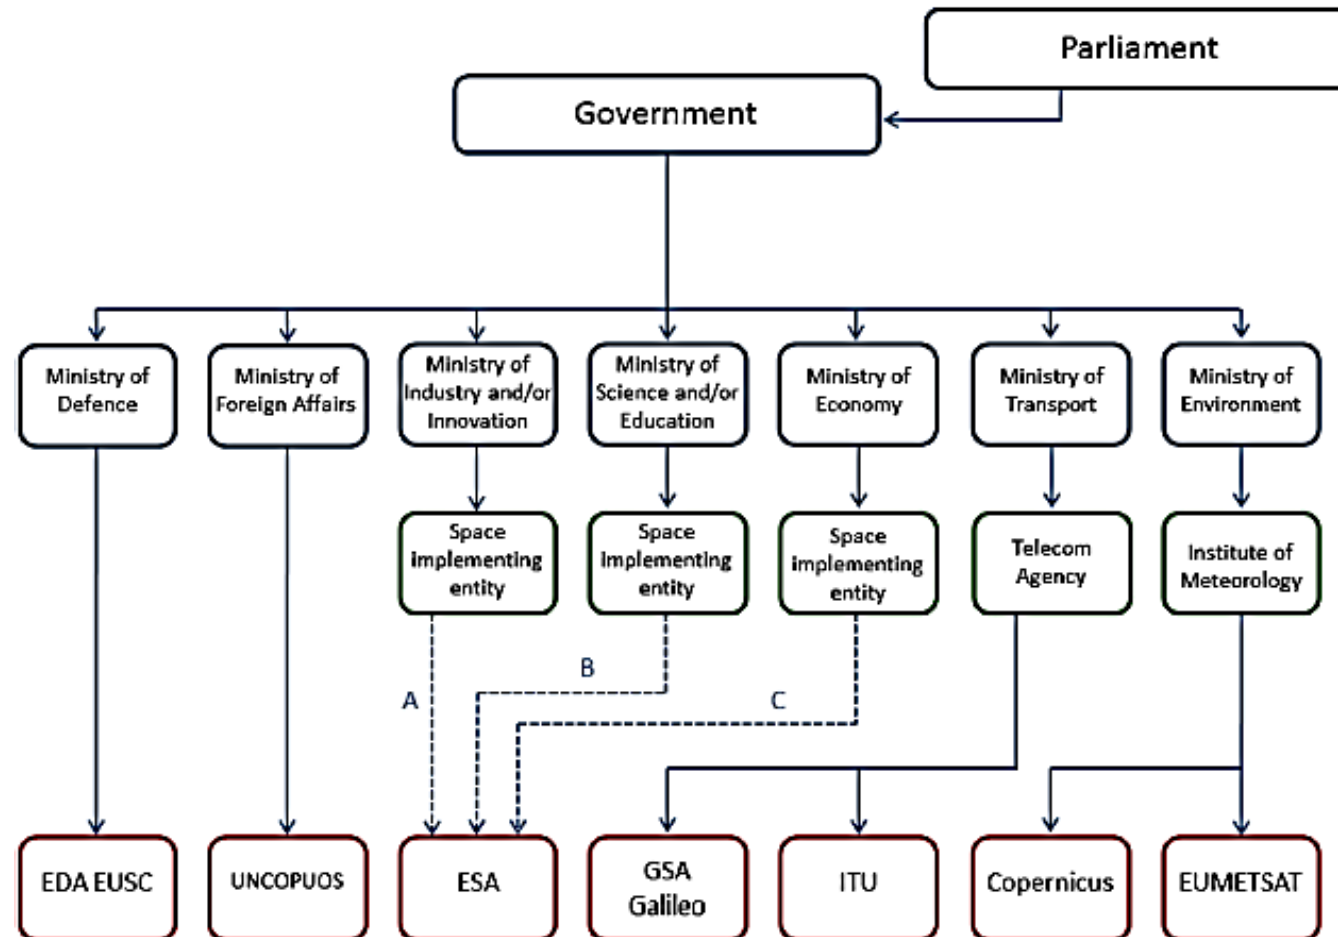 Parliament
Government
Ministry of
Defence
Ministry of
Foreign Affairs
Ministry of
Industry and/or
Innovation
Ministry of
Science and/or
Education
Ministry of
Economy
Ministry of
Transport
Ministry of
Environment
Space
implementing
entity
Space
implementing
entity
Space
implementing
entity
Telecom
Agency
Institute of
Meteorology
A
B
C
EDA EUSC
UNCOPUOS
ESA
GSA
Galileo
ITU
Copernicus
EUMETSAT